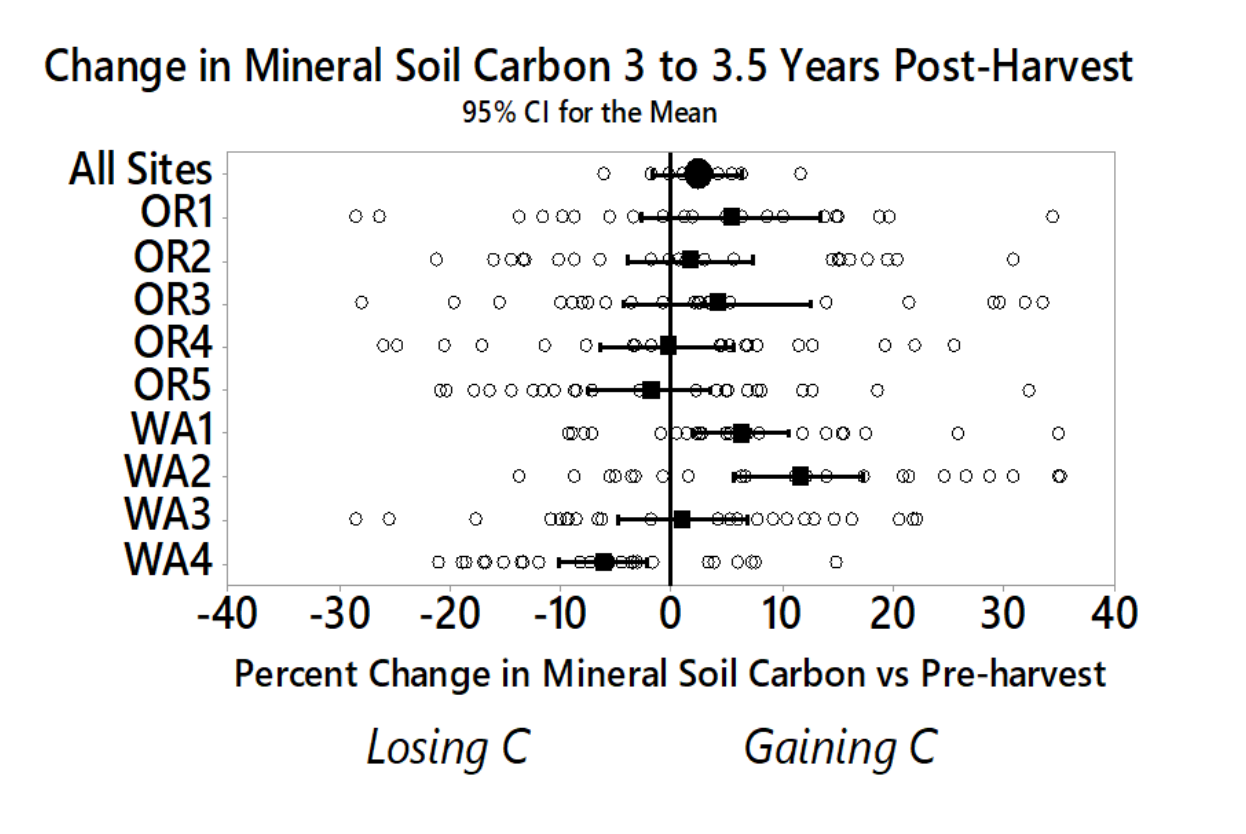 Change in Mineral Soil Carbon 3 to 3.5 Years Post-Harvest
95% CI for the Mean
All Sites
OR1
OR2
OR3
OR4
OR5
WA1
WA2
WA3
WA4
-40 -30 -20 -10 0 10 20 30 40
Percent Change in Mineral Soil Carbon vs Pre-harvest
Losing C Gaining C